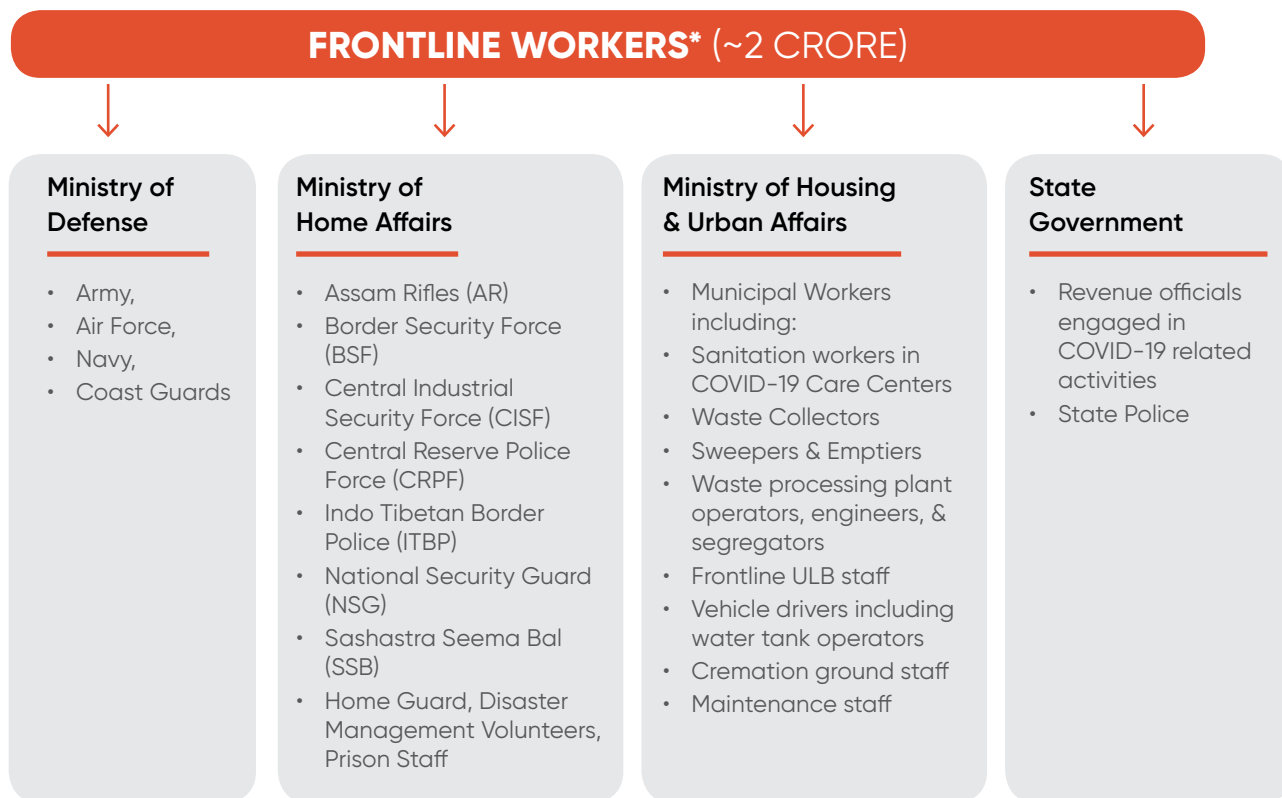 FRONTLINE WORKERS* (~2 CRORE)
Ministry of
Defense
• Army,
• Air Force,
• Navy,
• Coast Guards
Ministry of
Home Affairs
• Assam Rifles (AR)
• Border Security Force
(BSF)
• Central Industrial
Security Force (CISF)
• Central Reserve Police
Force (CRPF)
• Indo Tibetan Border
Police (ITBP)
• National Security Guard
(NSG)
• Sashastra Seema Bal
(SSB)
• Home Guard, Disaster
Management Volunteers,
Prison Staff
Ministry of Housing
& Urban Affairs
• Municipal Workers
including:
• Sanitation workers in
COVID-19 Care Centers
• Waste Collectors
• Sweepers & Emptiers
• Waste processing plant
operators, engineers, &
segregators
• Frontline ULB staff
• Vehicle drivers including
water tank operators
• Cremation ground staff
• Maintenance staff
State
Government
• Revenue officials
engaged in
COVID-19 related
activities
• State Police